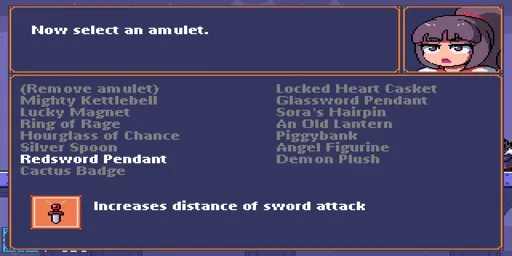 Now select an amulet.
(Remove amulet)
Mighty Kettlebell
Lucky Magnet
Ring of Rage
Hourglass of Chance
Silver Spoon
Redsword Pendant
Cactus Badge
Locked Heart Casket
Glassword Pendant
Sora's Hairpin
An Old Lantern
Piggybank
Angel Figurine
Demon Plush
Increases distance of sword attack